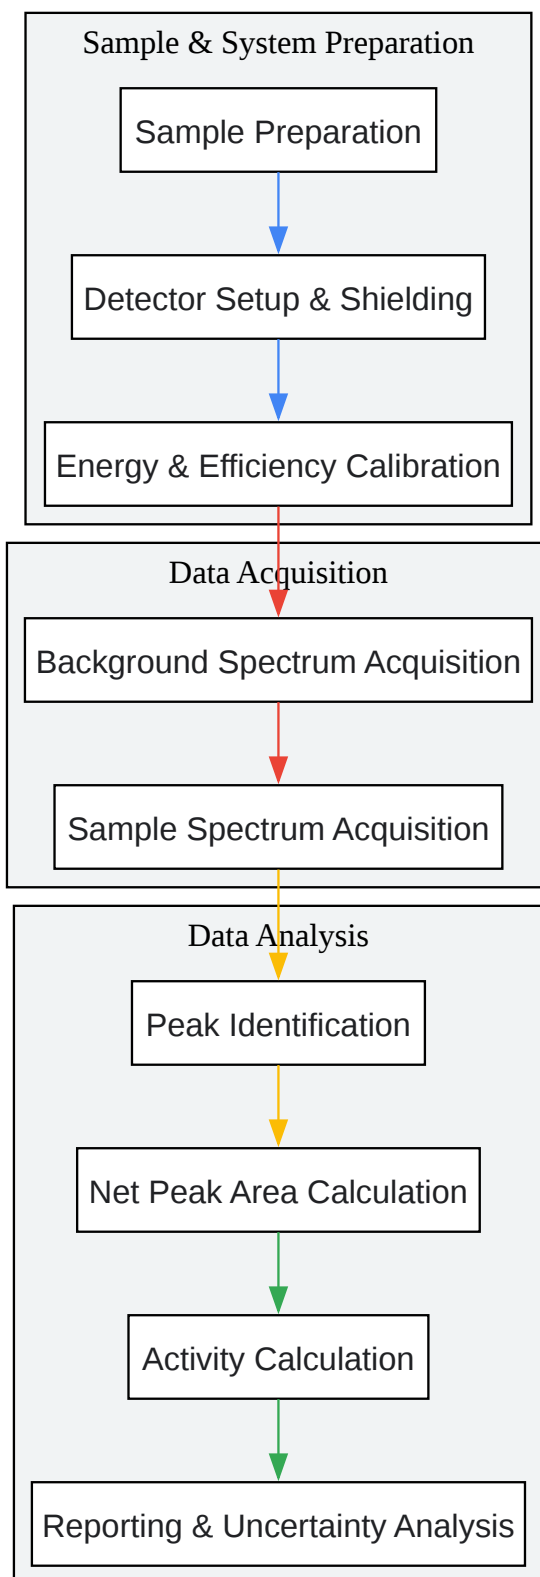 Sample & System Preparation
Sample Preparation
Detector Setup & Shielding
Energy & Efficiency Calibration
Data Acquisition
Background Spectrum Acquisition
Sample Spectrum Acquisition
Data Analysis
Peak Identification
Net Peak Area Calculation
Activity Calculation
Reporting & Uncertainty Analysis